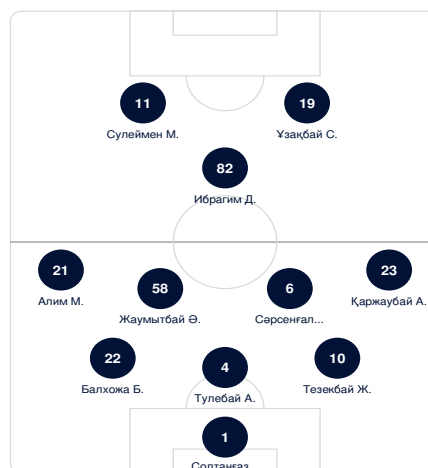 11
19
Сулеймен М.
Ұзақбай С.
82
Ибрагим Д.
21
23
58
6
Алим М.
Қаржаубай А.
Жаумытбай Ә.
Сәрсенғал...
22
4
10
Балхожа Б.
Тулебай А.
Тезекбай Ж.
1
Солтанғаз...